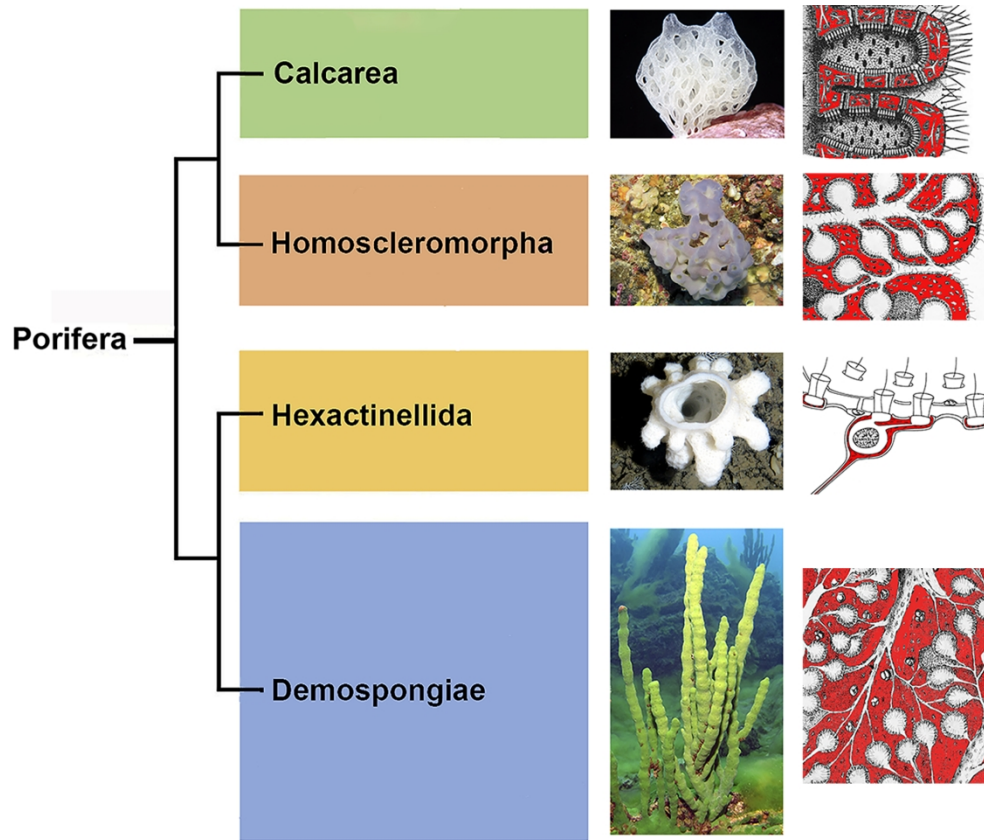 Calcarea
Homoscleromorpha
Porifera
Hexactinellida
Demospongiae